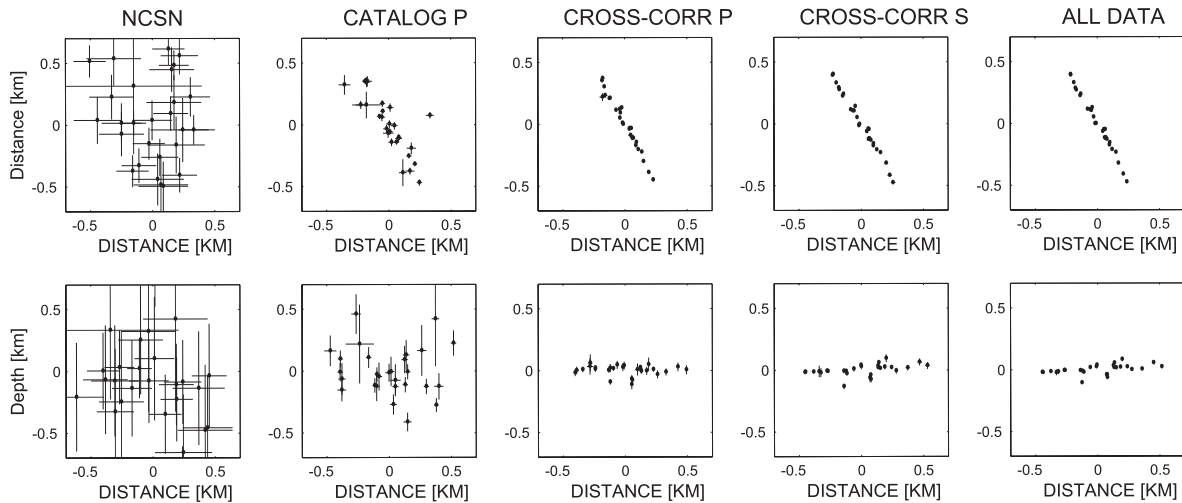 NCSN
CATALOG P
CROSS-CORR P
CROSS-CORR S
ALL DATA
Distance [km]
0.5
0
-0.5
0.5
0
-0.5
0.5
0
-0.5
0.5
0
-0.5
0.5
0
-0.5
-0.5 0 0.5
-0.5 0 0.5
-0.5 0 0.5
-0.5 0 0.5
-0.5 0 0.5
DISTANCE [KM]
DISTANCE [KM]
DISTANCE [KM]
DISTANCE [KM]
DISTANCE [KM]
Depth [km]
0.5
0
-0.5
0.5
0
-0.5
0.5
0
-0.5
0.5
0
-0.5
0.5
0
-0.5
-0.5 0 0.5
-0.5 0 0.5
-0.5 0 0.5
-0.5 0 0.5
-0.5 0 0.5
DISTANCE [KM]
DISTANCE [KM]
DISTANCE [KM]
DISTANCE [KM]
DISTANCE [KM]